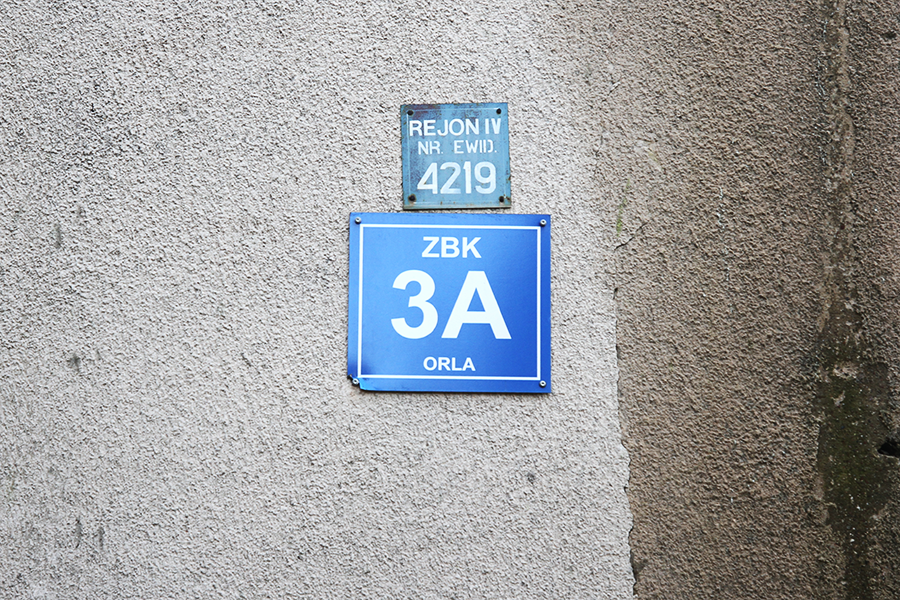 REJON IV
NR. EWID.
4219
ZBK
3A
ORLA